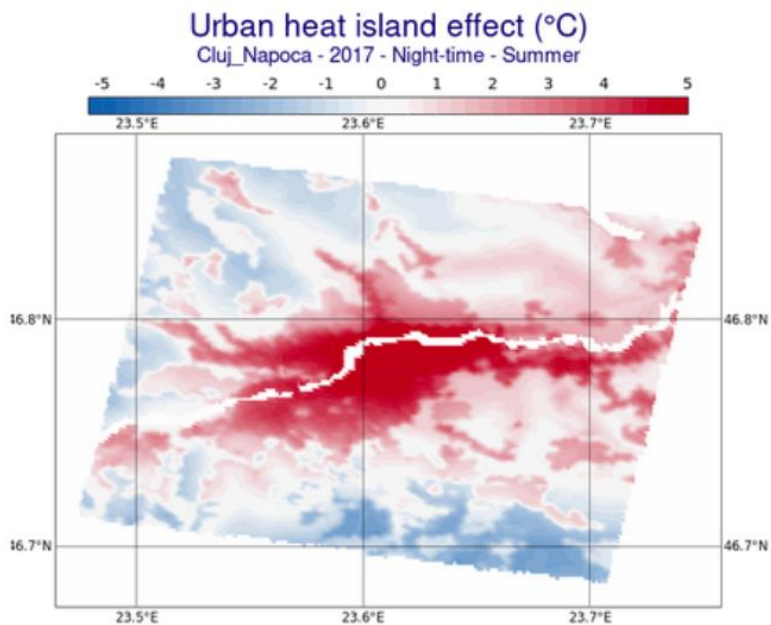 Urban heat island effect (°C)
Cluj_Napoca - 2017 - Night-time - Summer
-5 -4 -3 -2 -1 0 1 2 3 4 5
23.5°E 23.6°E 23.7°E
46.8°N 46.8°N
46.7°N 46.7°N
23.5°E 23.6°E 23.7°E